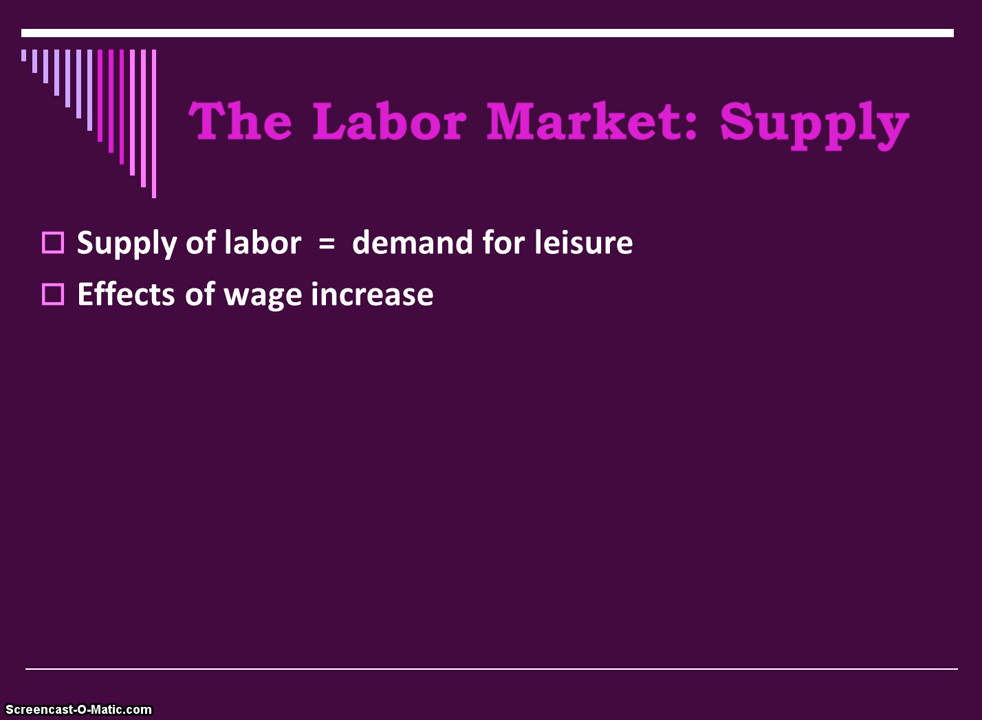 The Labor Market: Supply
Supply of labor = demand for leisure
Effects of wage increase
Screencast-O-Matic.com